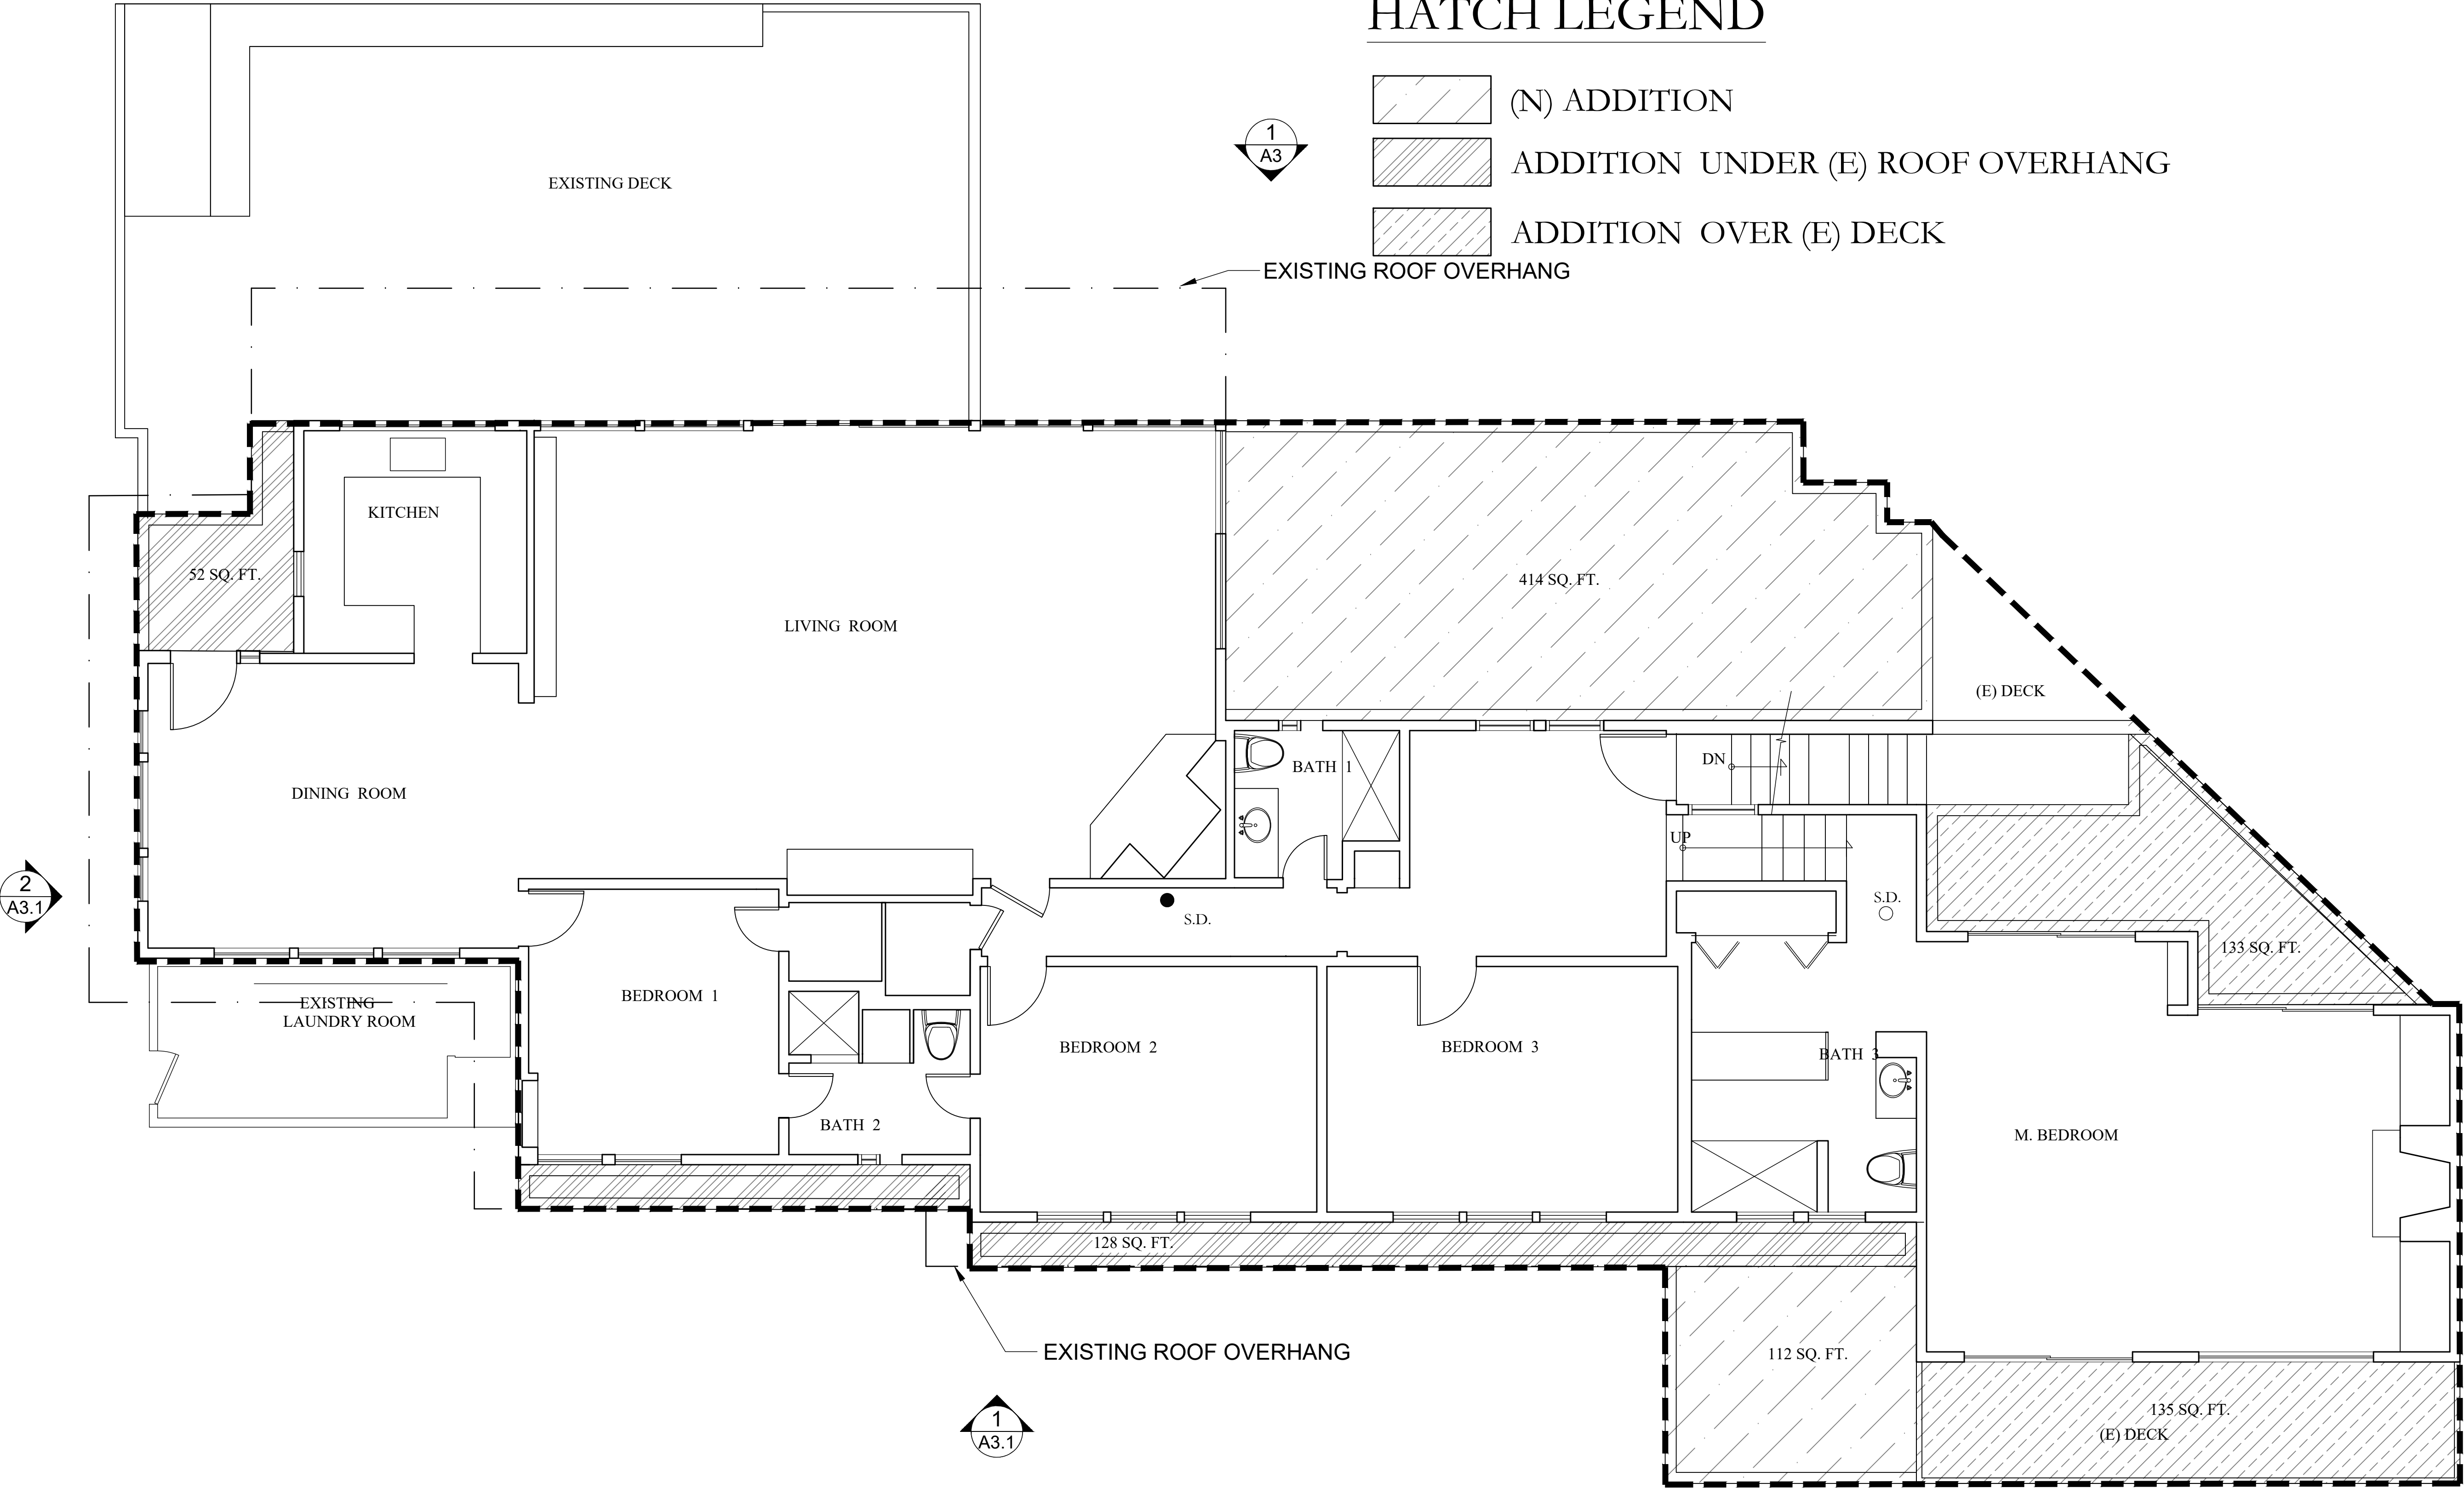 HATCH LEGEND
1
A3
(N) ADDITION
ADDITION UNDER (E) ROOF OVERHANG
ADDITION OVER (E) DECK
EXISTING DECK
EXISTING ROOF OVERHANG
KITCHEN
52 SQ. FT.
414 SQ. FT.
LIVING ROOM
(E) DECK
DN
BATH 1
DINING ROOM
UP
2
A3.1
S.D.
S.D.
133 SQ. FT.
EXISTING
LAUNDRY ROOM
BEDROOM 1
BEDROOM 2
BEDROOM 3
BATH 3
BATH 2
M. BEDROOM
128 SQ. FT.
EXISTING ROOF OVERHANG
112 SQ. FT.
135 SQ. FT.
(E) DECK
1
A3.1